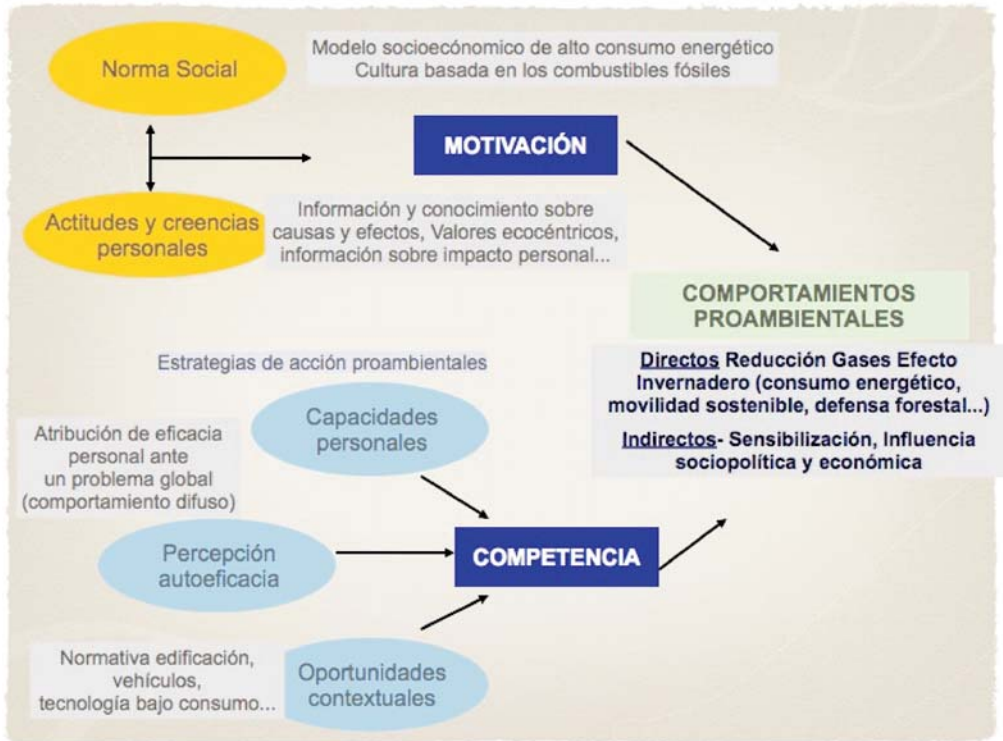 Norma Social
Modelo socioecónomico de alto consumo energético
Cultura basada en los combustibles fósiles
MOTIVACIÓN
Actitudes y creencias
personales
Información y conocimiento sobre
causas y efectos, Valores ecocéntricos,
información sobre impacto personal...
COMPORTAMIENTOS
PROAMBIENTALES
Directos Reducción Gases Efecto
Invernadero (consumo energético,
movilidad sostenible, defensa forestal...)
Indirectos- Sensibilización, Influencia
sociopolítica y económica
Estrategias de acción proambientales
Capacidades
personales
Atribución de eficacia
personal ante
un problema global
(comportamiento difuso)
Percepción
autoeficacia
COMPETENCIA
Normativa edificación,
vehículos,
tecnología bajo consumo...
Oportunidades
contextuales